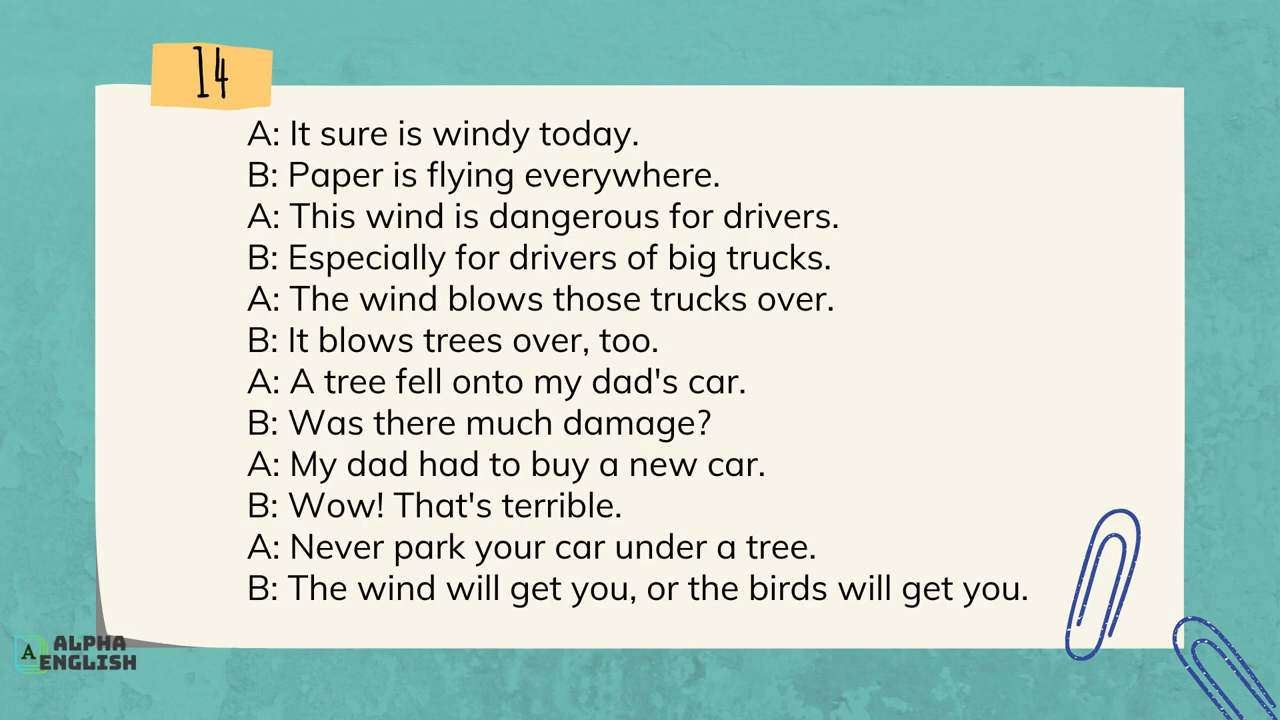 14
A: It sure is windy today.
B: Paper is flying everywhere.
A: This wind is dangerous for drivers.
B: Especially for drivers of big trucks.
A: The wind blows those trucks over.
B: It blows trees over, too.
A: A tree fell onto my dad's car.
B: Was there much damage?
A: My dad had to buy a new car.
B: Wow! That's terrible.
A: Never park your car under a tree.
B: The wind will get you, or the birds will get you.
A
ALPHA
ENGLISH